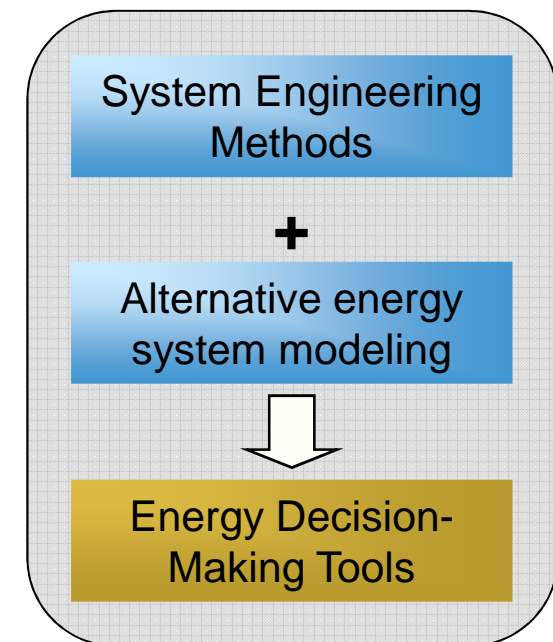 System Engineering
Methods
+
Alternative energy
system modeling
Energy Decision-
Making Tools